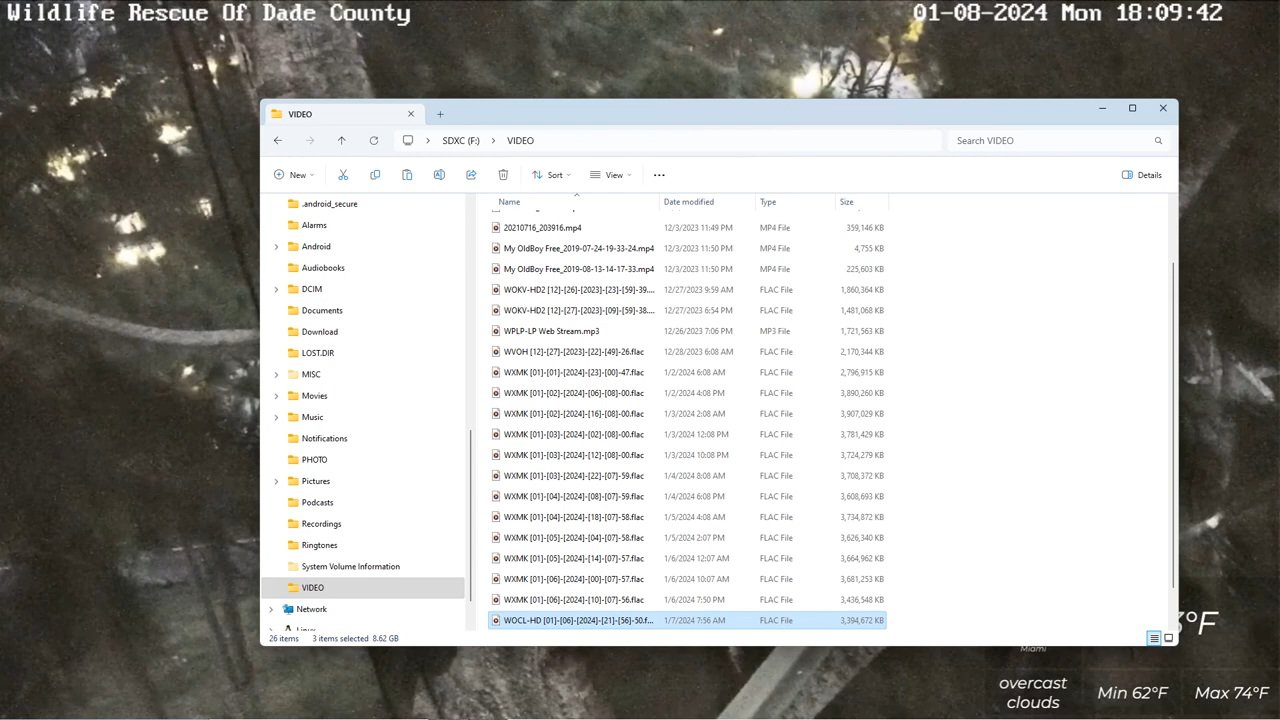 Wildlife Rescue Of Dade County
01-08-2024 Mon 18:09:42
VIDEO
SDXC (F:)
VIDEO
Search VIDEO
New
Sort
View
Details
.android_secure
Alarms
Android
Audiobooks
DCIM
Documents
Download
LOST.DIR
MISC
Movies
Music
Notifications
PHOTO
Pictures
Podcasts
Recordings
Ringtones
System Volume Information
VIDEO
Network
Name Date modified Type Size
20210716_203916.mp4 12/3/2023 11:49 PM MP4 File 359,146 KB
My OldBoy Free_2019-07-24-19-33-24.mp4 12/3/2023 11:50 PM MP4 File 4,755 KB
My OldBoy Free_2019-08-13-14-17-33.mp4 12/3/2023 11:50 PM MP4 File 225,603 KB
WOKV-HD2 [12]-[26]-[2023]-[23]-[59]-39.... 12/27/2023 9:59 AM FLAC File 1,860,364 KB
WOKV-HD2 [12]-[27]-[2023]-[09]-[59]-38.... 12/27/2023 6:54 PM FLAC File 1,481,068 KB
WPLP-LP Web Stream.mp3 12/26/2023 7:06 PM MP3 File 1,721,563 KB
WVOH [12]-[27]-[2023]-[22]-[49]-26.flac 12/28/2023 6:08 AM FLAC File 2,170,344 KB
WXMK [01]-[01]-[2024]-[23]-[00]-47.flac 1/2/2024 6:08 AM FLAC File 2,796,915 KB
WXMK [01]-[02]-[2024]-[06]-[08]-00.flac 1/2/2024 4:08 PM FLAC File 3,890,260 KB
WXMK [01]-[02]-[2024]-[16]-[08]-00.flac 1/3/2024 2:08 AM FLAC File 3,907,029 KB
WXMK [01]-[03]-[2024]-[02]-[08]-00.flac 1/3/2024 12:08 PM FLAC File 3,781,429 KB
WXMK [01]-[03]-[2024]-[12]-[08]-00.flac 1/3/2024 10:08 PM FLAC File 3,724,279 KB
WXMK [01]-[03]-[2024]-[22]-[07]-59.flac 1/4/2024 8:08 AM FLAC File 3,708,372 KB
WXMK [01]-[04]-[2024]-[08]-[07]-59.flac 1/4/2024 6:08 PM FLAC File 3,608,693 KB
WXMK [01]-[04]-[2024]-[18]-[07]-58.flac 1/5/2024 4:08 AM FLAC File 3,734,872 KB
WXMK [01]-[05]-[2024]-[04]-[07]-58.flac 1/5/2024 2:07 PM FLAC File 3,626,340 KB
WXMK [01]-[05]-[2024]-[14]-[07]-57.flac 1/6/2024 12:07 AM FLAC File 3,664,962 KB
WXMK [01]-[06]-[2024]-[00]-[07]-57.flac 1/6/2024 10:07 AM FLAC File 3,681,253 KB
WXMK [01]-[06]-[2024]-[10]-[07]-56.flac 1/6/2024 7:50 PM FLAC File 3,436,548 KB
WOCL-HD [01]-[06]-[2024]-[21]-[56]-50.f... 1/7/2024 7:56 AM FLAC File 3,394,672 KB
26 items 3 items selected 8.62 GB
°F
Miami
overcast
clouds
Min 62°F
Max 74°F